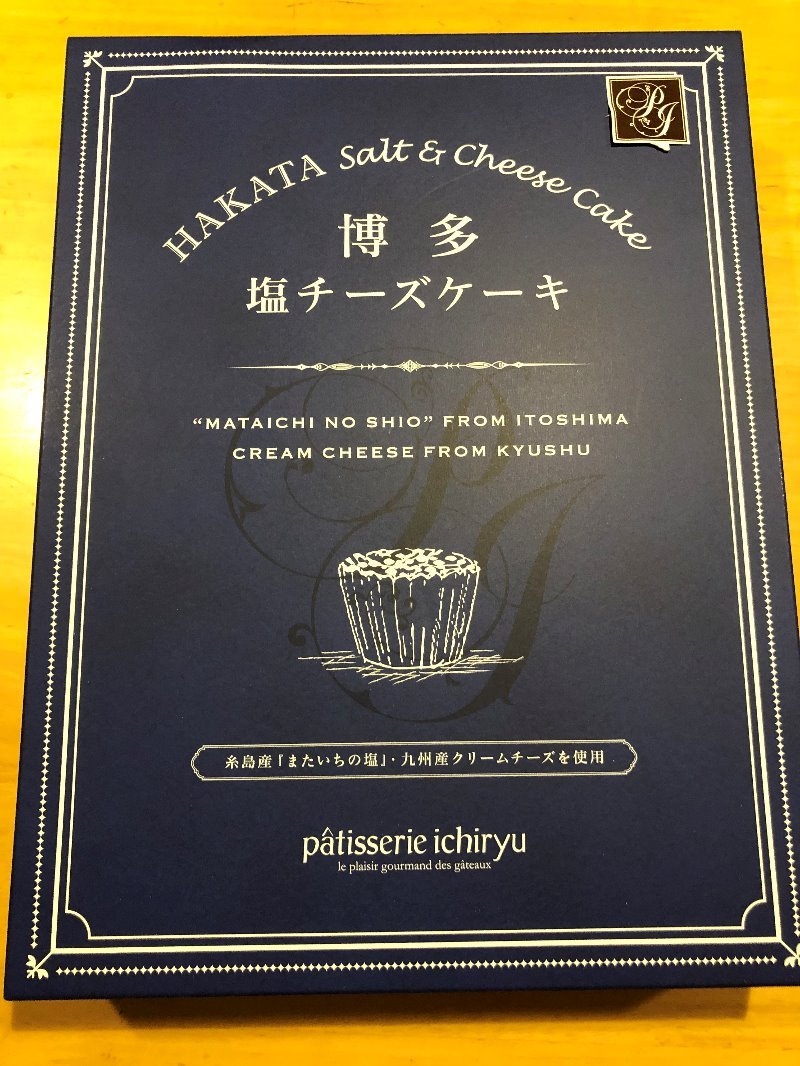 PI
HAKATA Salt & Cheese Cake
博多
塩チーズケーキ
“MATAICHI NO SHIO” FROM ITOSHIMA
CREAM CHEESE FROM KYUSHU
PI
糸島産『またいちの塩』・九州産クリームチーズを使用
pâtisserie ichiryu
le plaisir gourmand des gâteaux